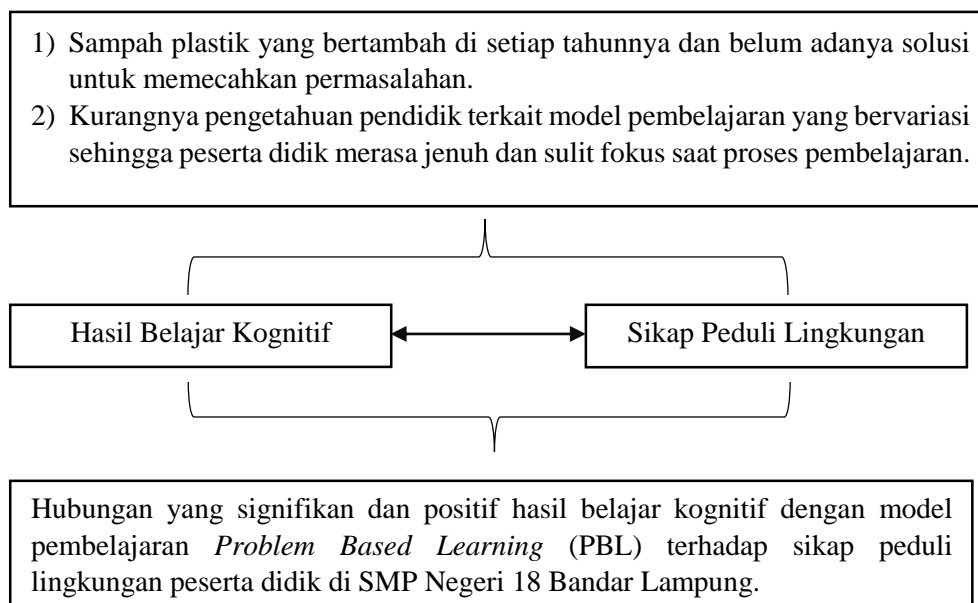 1) Sampah plastik yang bertambah di setiap tahunnya dan belum adanya solusi
untuk memecahkan permasalahan.
2) Kurangnya pengetahuan pendidik terkait model pembelajaran yang bervariasi
sehingga peserta didik merasa jenuh dan sulit fokus saat proses pembelajaran.
Hasil Belajar Kognitif
Sikap Peduli Lingkungan
Hubungan yang signifikan dan positif hasil belajar kognitif dengan model
pembelajaran Problem Based Learning (PBL) terhadap sikap peduli
lingkungan peserta didik di SMP Negeri 18 Bandar Lampung.